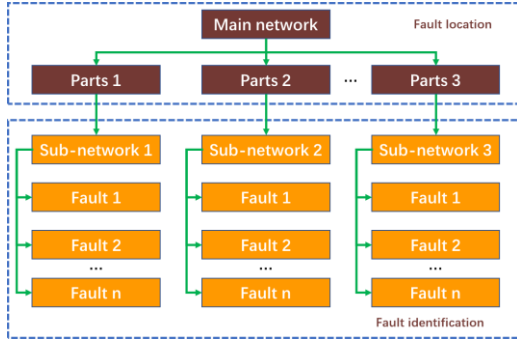 Main network
Fault location
Parts 1
Parts 2
...
Parts 3
Sub-network 1
Sub-network 2
Sub-network 3
Fault 1
Fault 1
Fault 1
Fault 2
Fault 2
Fault 2
...
...
...
Fault n
Fault n
Fault n
Fault identification